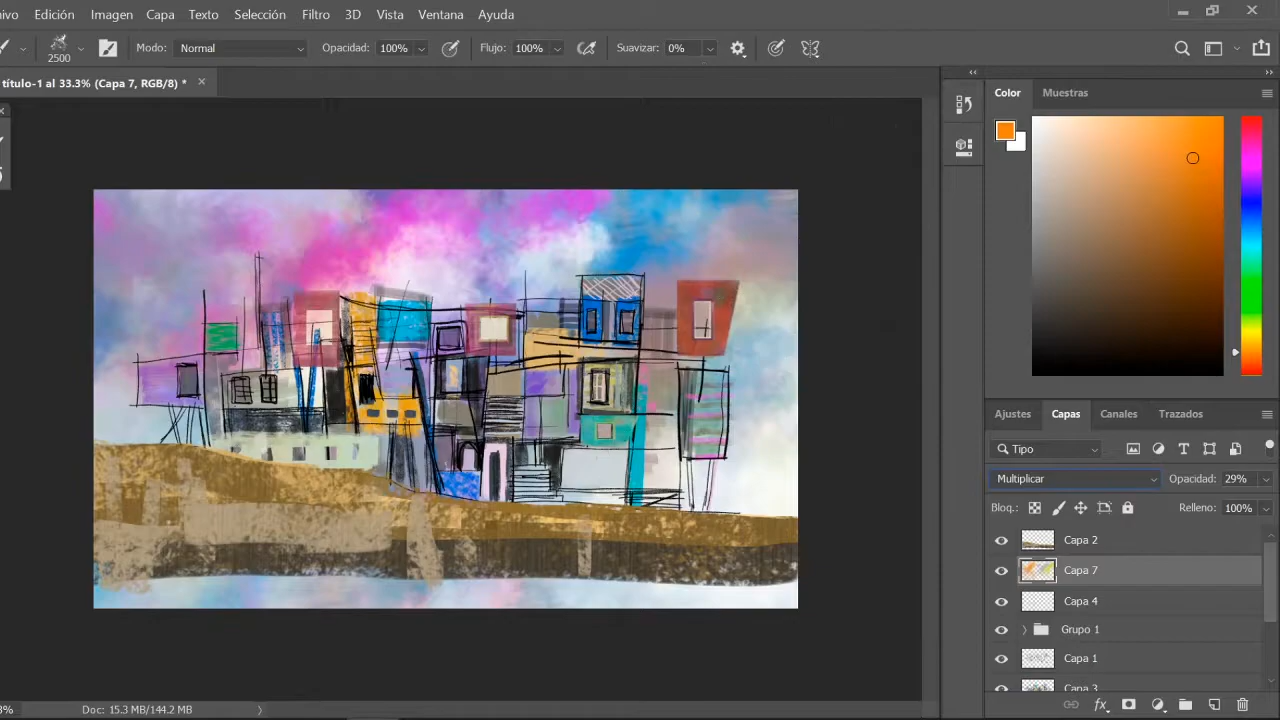 Edición Imagen Capa Texto Selección Filtro 3D Vista Ventana Ayuda
2500 Modo: Normal Opacidad: 100% Flujo: 100% Suavizar: 0%
título-1 al 33.3% (Capa 7, RGB/8) *
Color Muestras
Ajustes Capas Canales Trazados
Tipo
Multiplicar Opacidad: 29%
Bloq.: Relleno: 100%
Capa 2
Capa 7
Capa 4
Grupo 1
Capa 1
Capa 3
Doc: 15.3 MB/144.2 MB